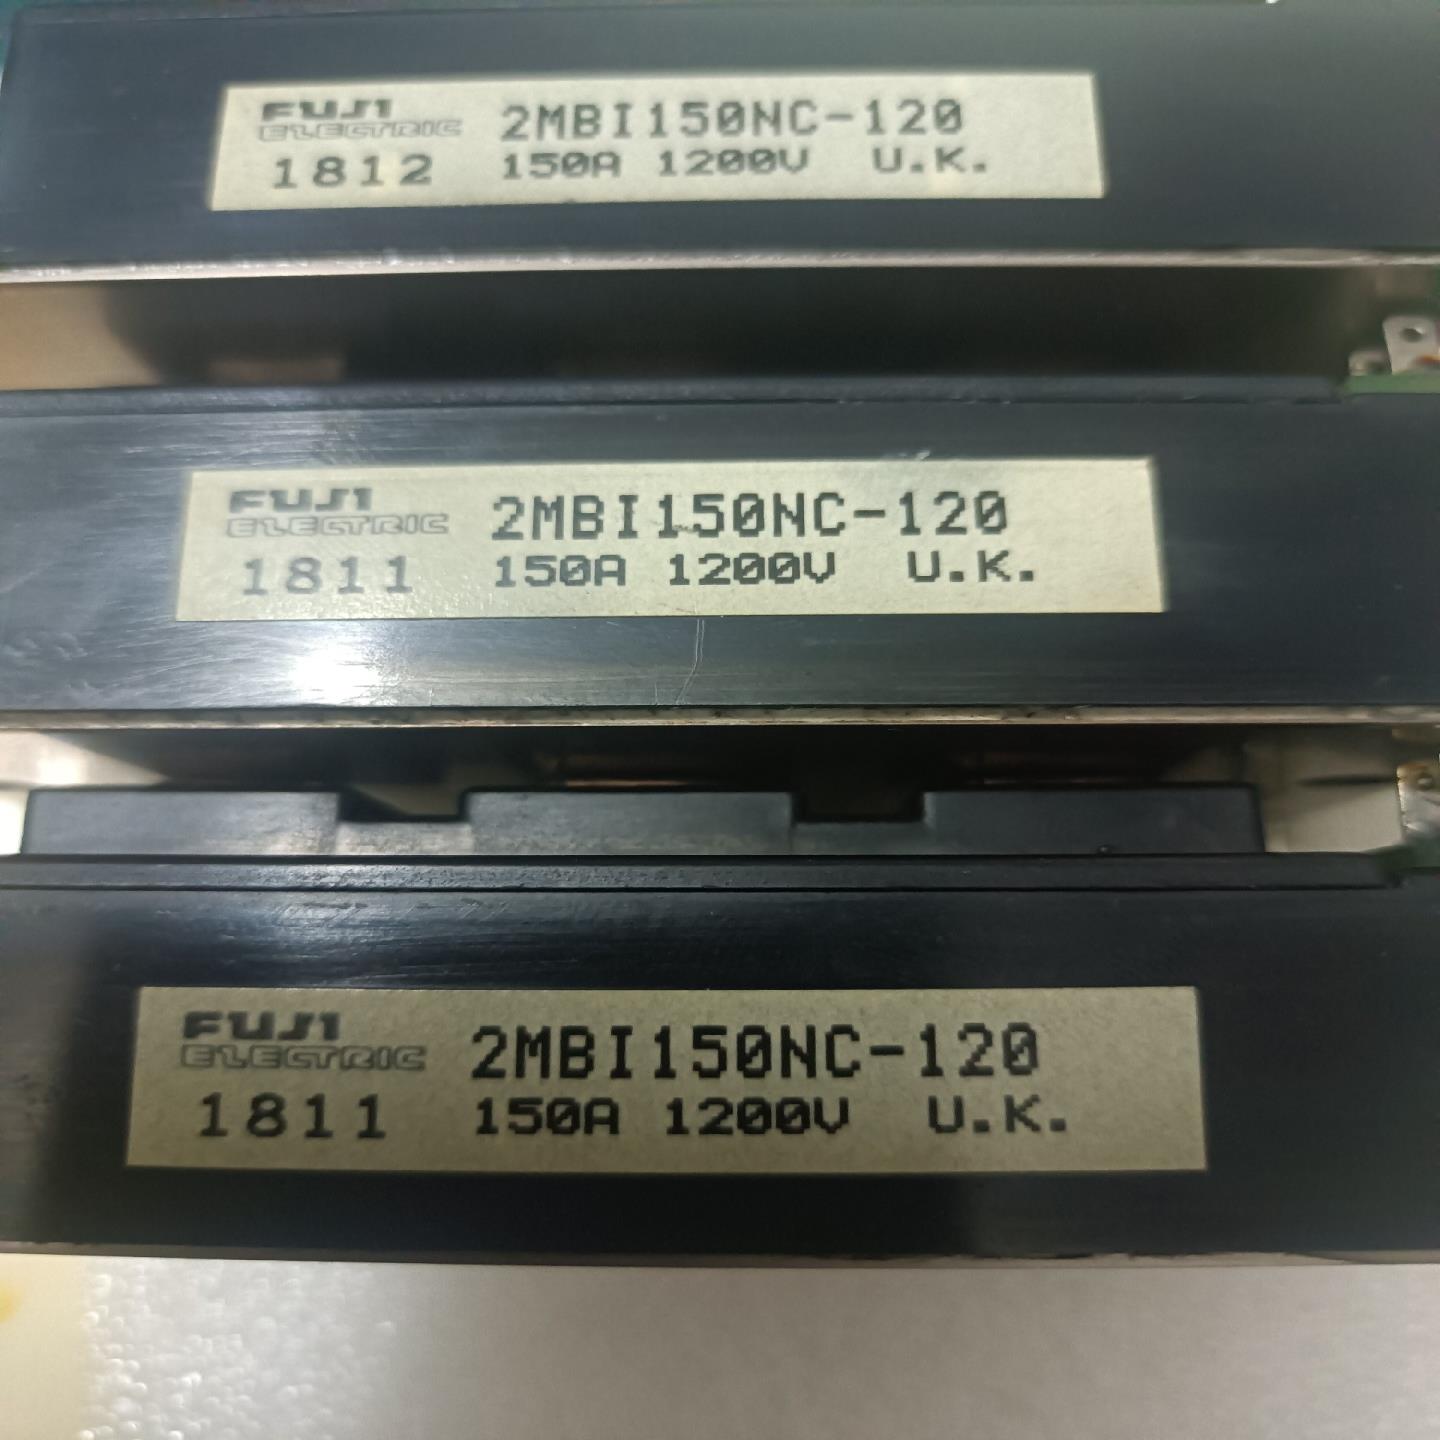 FUJI 2MBI150NC-120
ELECTRIC
1812 150A 1200V U.K.
FUJI 2MBI150NC-120
ELECTRIC
1811 150A 1200V U.K.
FUJI 2MBI150NC-120
ELECTRIC
1811 150A 1200V U.K.